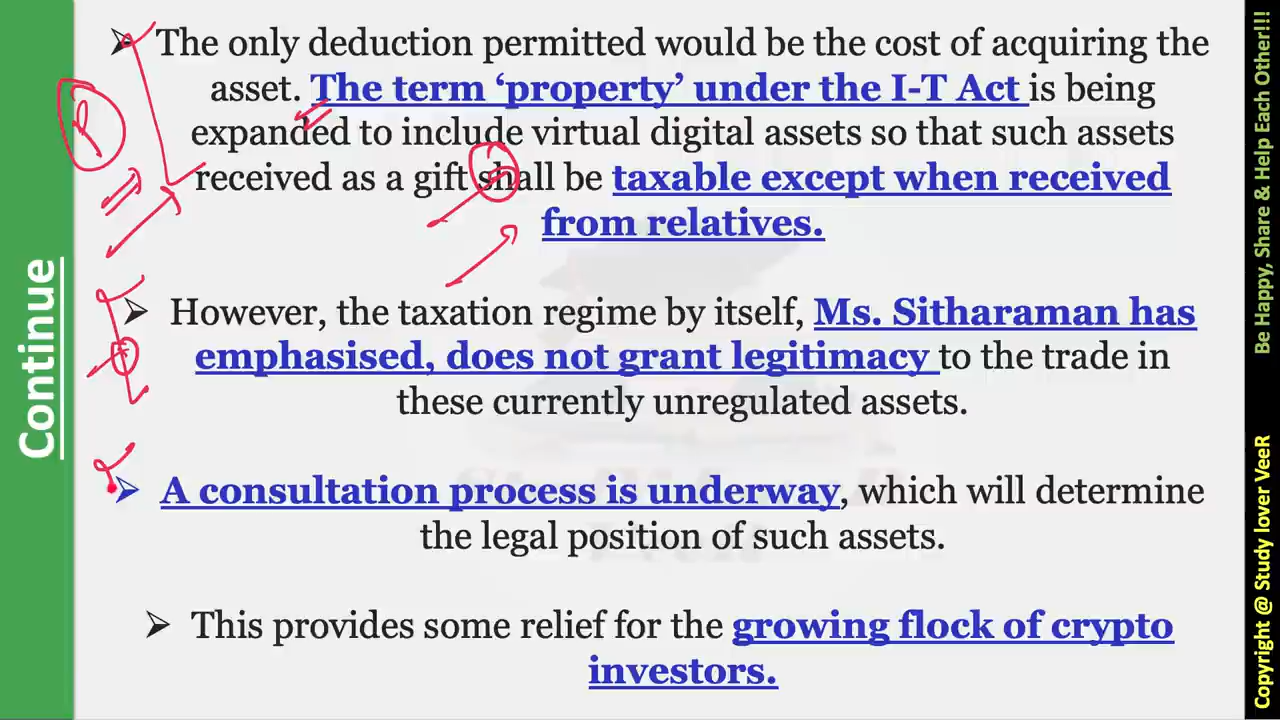 ➢ The only deduction permitted would be the cost of acquiring the
asset. The term ‘property’ under the I-T Act is being
expanded to include virtual digital assets so that such assets
received as a gift shall be taxable except when received
from relatives.
➢ However, the taxation regime by itself, Ms. Sitharaman has
emphasised, does not grant legitimacy to the trade in
these currently unregulated assets.
➢ A consultation process is underway, which will determine
the legal position of such assets.
➢ This provides some relief for the growing flock of crypto
investors.
Continue
Be Happy, Share & Help Each Other!!!
Copyright @ Study lover VeeR